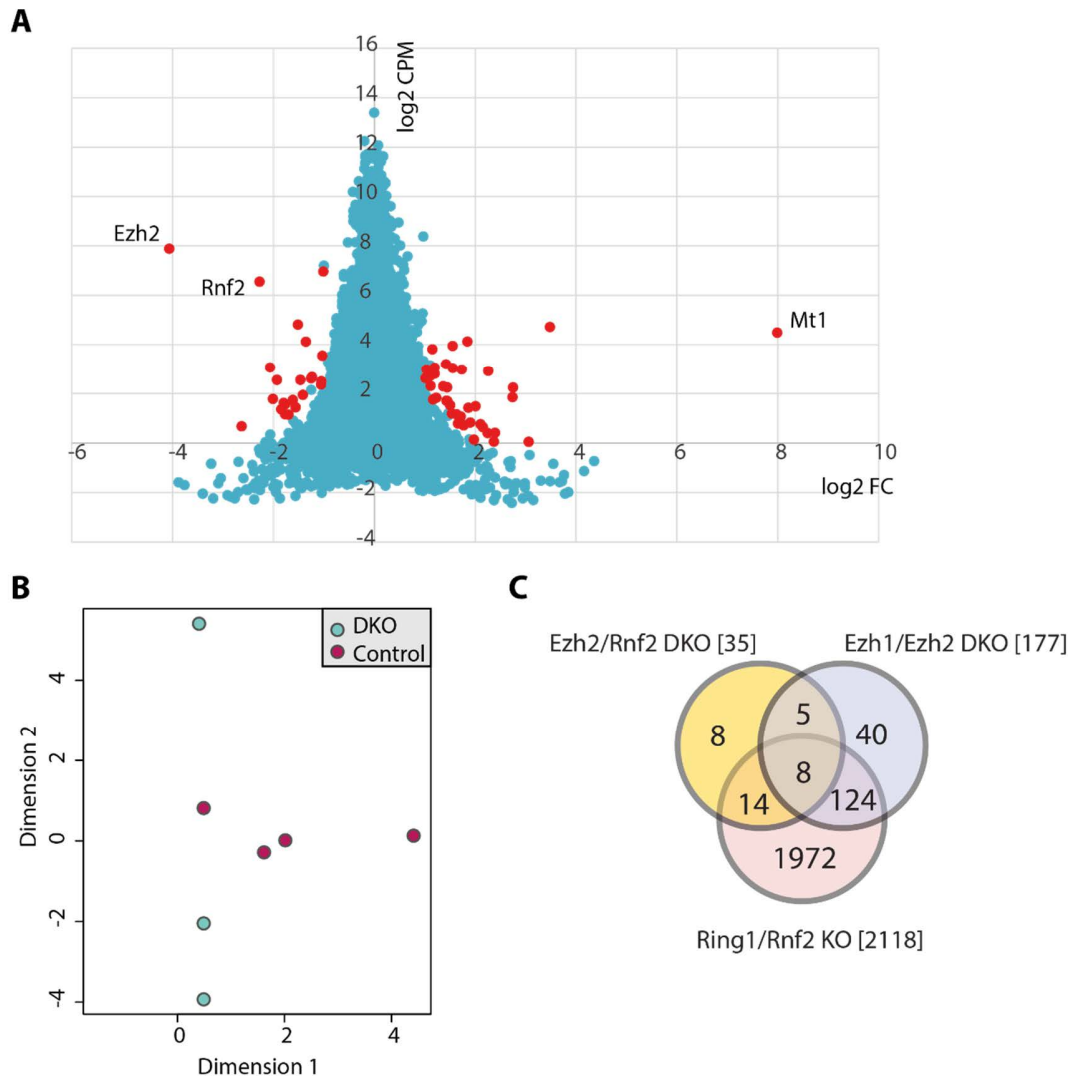 A
16
log2 CPM
14
12
10
8
Ezh2
Rnf2
6
Mt1
4
2
-6 -4 -2 0 2 4 6 8 10
-2
log2 FC
-4
B
DKO
Control
4
2
0
-2
-4
Dimension 2
0 2 4
Dimension 1
C
Ezh2/Rnf2 DKO [35] Ezh1/Ezh2 DKO [177]
5
8 40
8
14 124
1972
Ring1/Rnf2 KO [2118]